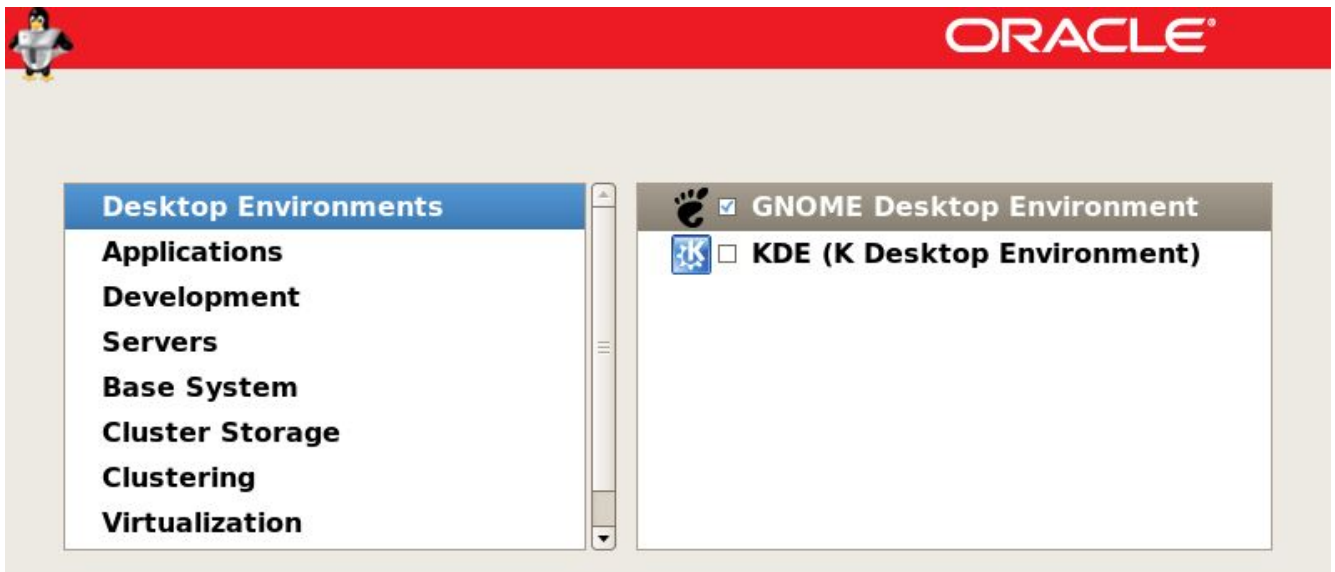 ORACLE®
Desktop Environments
Applications
Development
Servers
Base System
Cluster Storage
Clustering
Virtualization
GNOME Desktop Environment
KDE (K Desktop Environment)